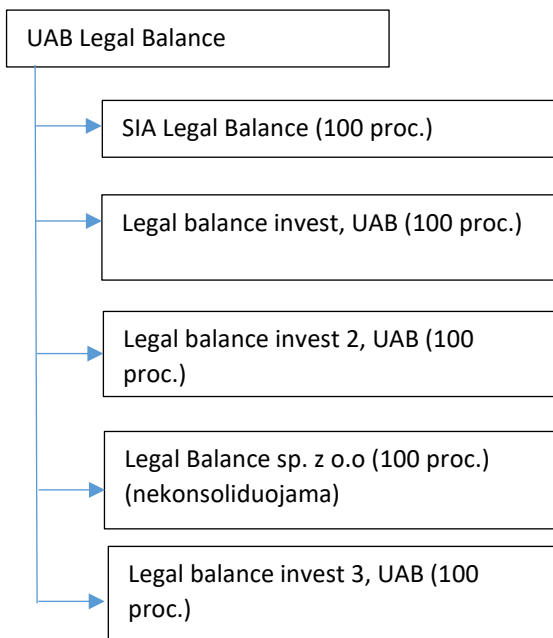 UAB Legal Balance
SIA Legal Balance (100 proc.)
Legal balance invest, UAB (100 proc.)
Legal balance invest 2, UAB (100
proc.)
Legal Balance sp. z o.o (100 proc.)
(nekonsoliduojama)
Legal balance invest 3, UAB (100
proc.)